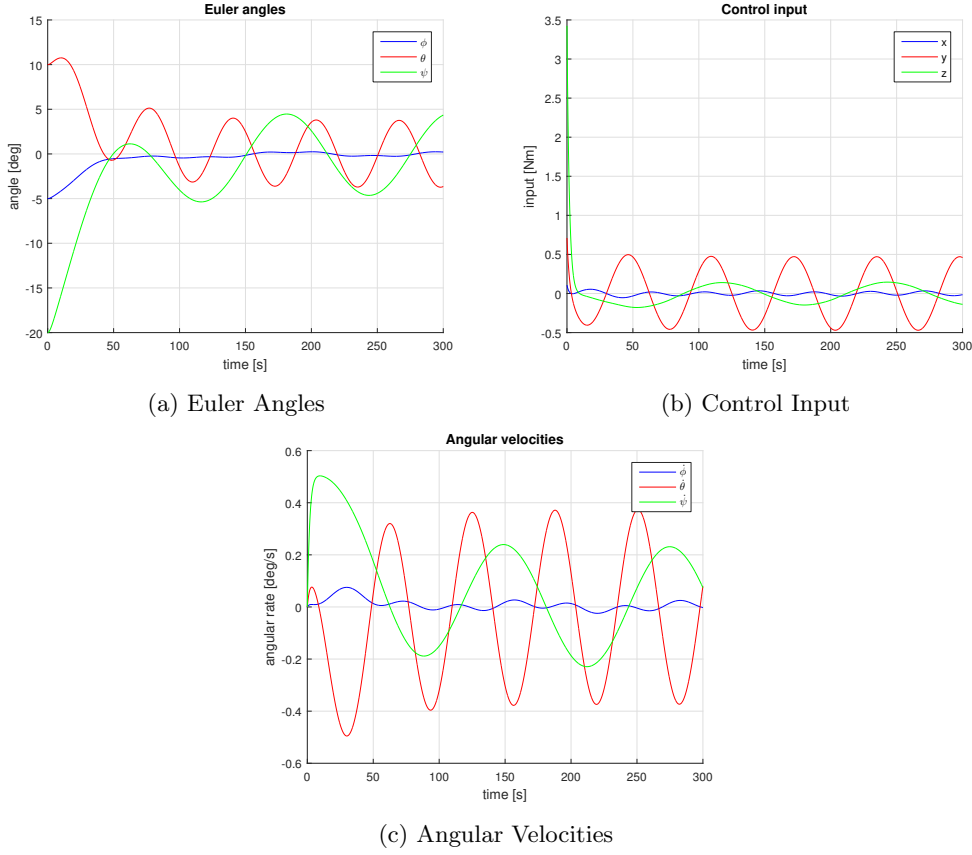 Euler angles
15
10
5
0
-5
-10
-15
-20
angle [deg]
ϕ
θ
ψ
0
50
100
150
200
250
300
time [s]
(a) Euler Angles
Control input
3.5
3
2.5
2
1.5
1
0.5
0
-0.5
input [Nm]
x
y
z
0
50
100
150
200
250
300
time [s]
(b) Control Input
Angular velocities
0.6
0.4
0.2
0
-0.2
-0.4
-0.6
angular rate [deg/s]
ϕ̇
θ̇
ψ̇
0
50
100
150
200
250
300
time [s]
(c) Angular Velocities